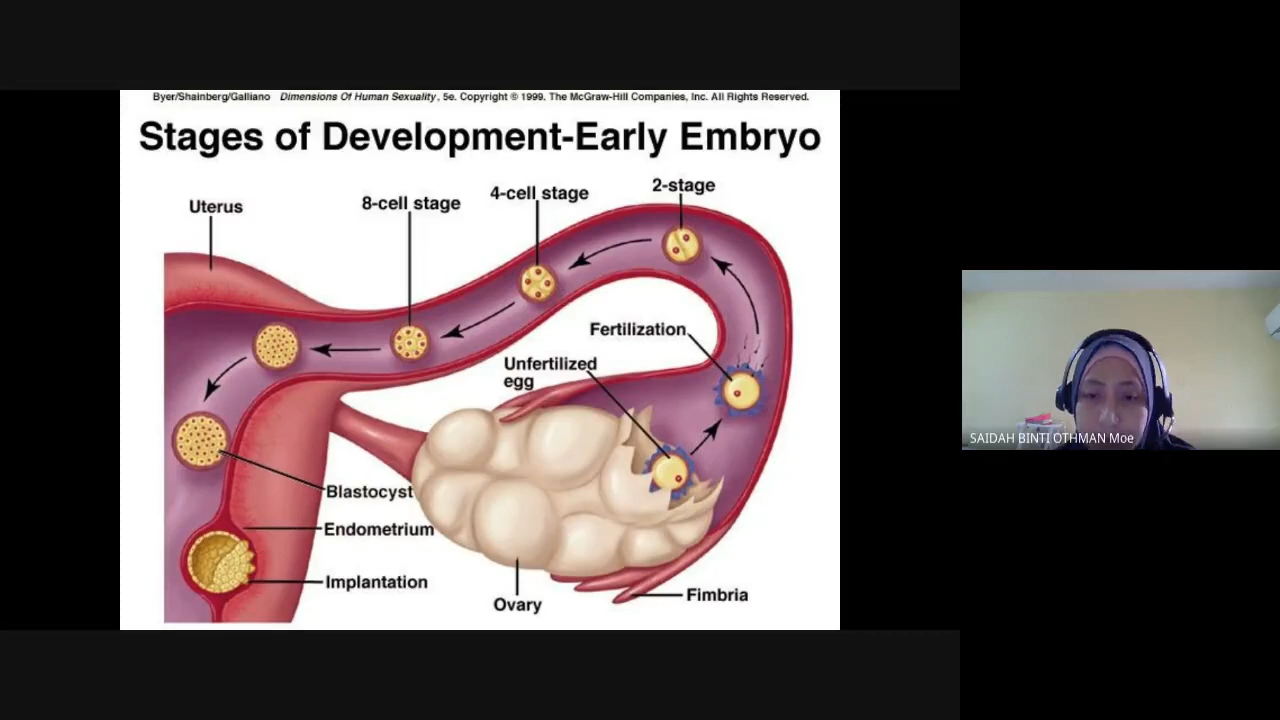 Byer/Shainberg/Galliano Dimensions Of Human Sexuality, 5e. Copyright © 1999. The McGraw-Hill Companies, Inc. All Rights Reserved.
Stages of Development-Early Embryo
2-stage
4-cell stage
8-cell stage
Uterus
Fertilization
Unfertilized
egg
Blastocyst
Endometrium
Implantation
Ovary
Fimbria
SAIDAH BINTI OTHMAN Moe